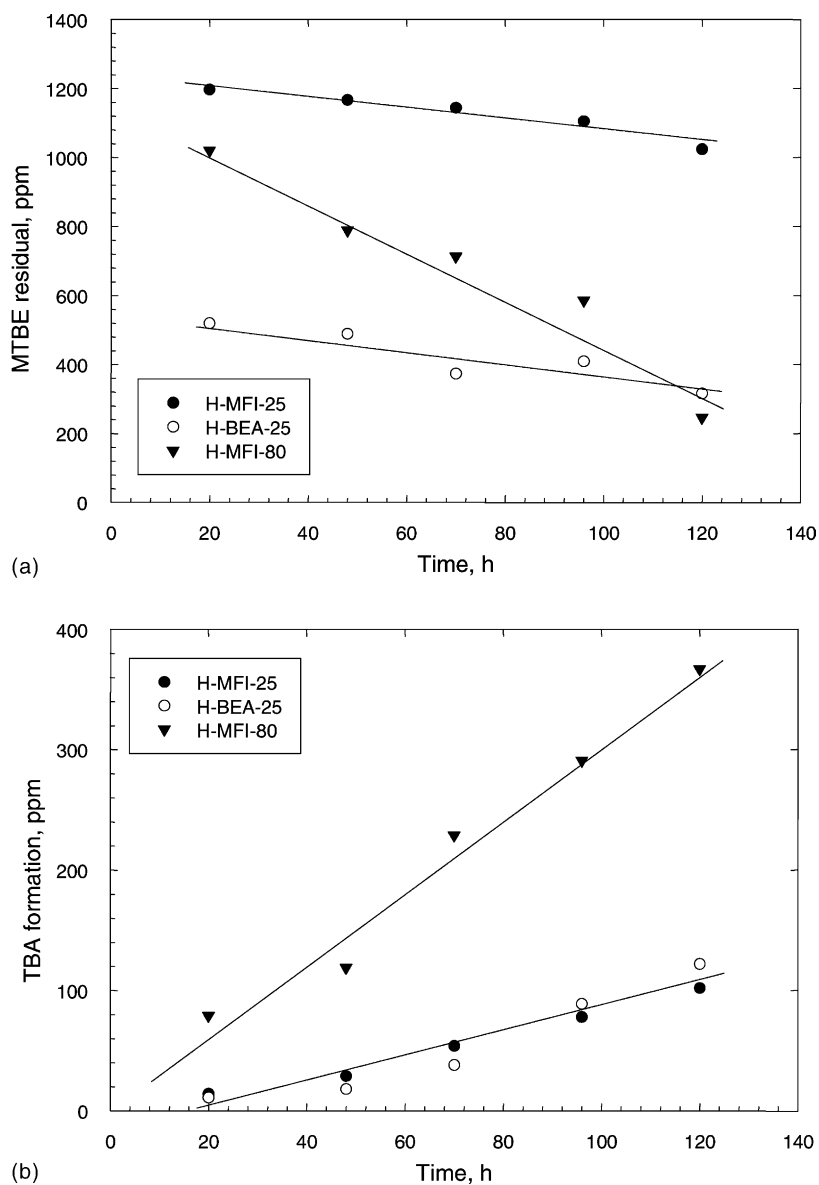 1400
1200
1000
800
600
400
200
0
MTBE residual, ppm
H-MFI-25
H-BEA-25
H-MFI-80
0 20 40 60 80 100 120 140
Time, h
(a)
400
300
200
100
0
TBA formation, ppm
H-MFI-25
H-BEA-25
H-MFI-80
0 20 40 60 80 100 120 140
Time, h
(b)